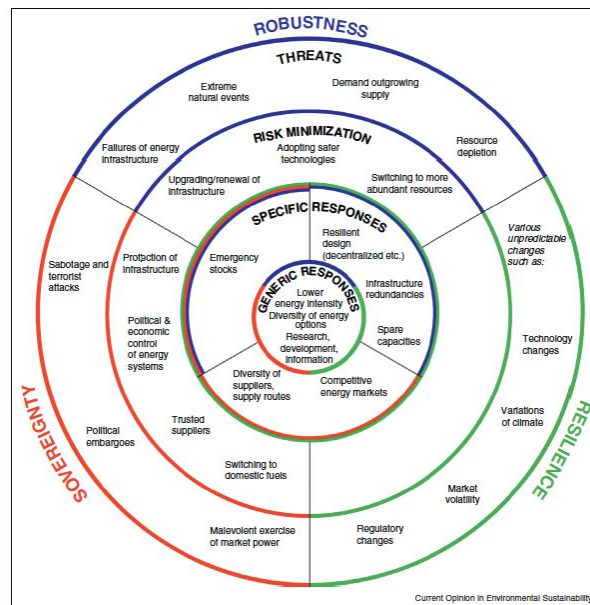 ROBUSTNESS
THREATS
Extreme
natural events
Demand outgrowing
supply
Failures of energy
infrastructure
RISK MINIMIZATION
Adopting safer
technologies
Resource
depletion
Upgrading/renewal of
infrastructure
Switching to more
abundant resources
SPECIFIC RESPONSES
Resilient
design
(decentralized etc.)
Various
unpredictable
changes
such as:
Sabotage and
terrorist
attacks
Protection of
infrastructure
Emergency
stocks
GENERIC RESPONSES
Lower
energy intensity
Diversity of energy
options
Research,
development,
information
Infrastructure
redundancies
Spare
capacities
Political &
economic
control
of energy
systems
Technology
changes
Diversity of
suppliers,
supply routes
Competitive
energy markets
SOVEREIGNTY
RESILIENCE
Political
embargoes
Trusted
suppliers
Variations
of climate
Switching to
domestic fuels
Market
volatility
Malevolent exercise
of market power
Regulatory
changes
Current Opinion in Environmental Sustainability